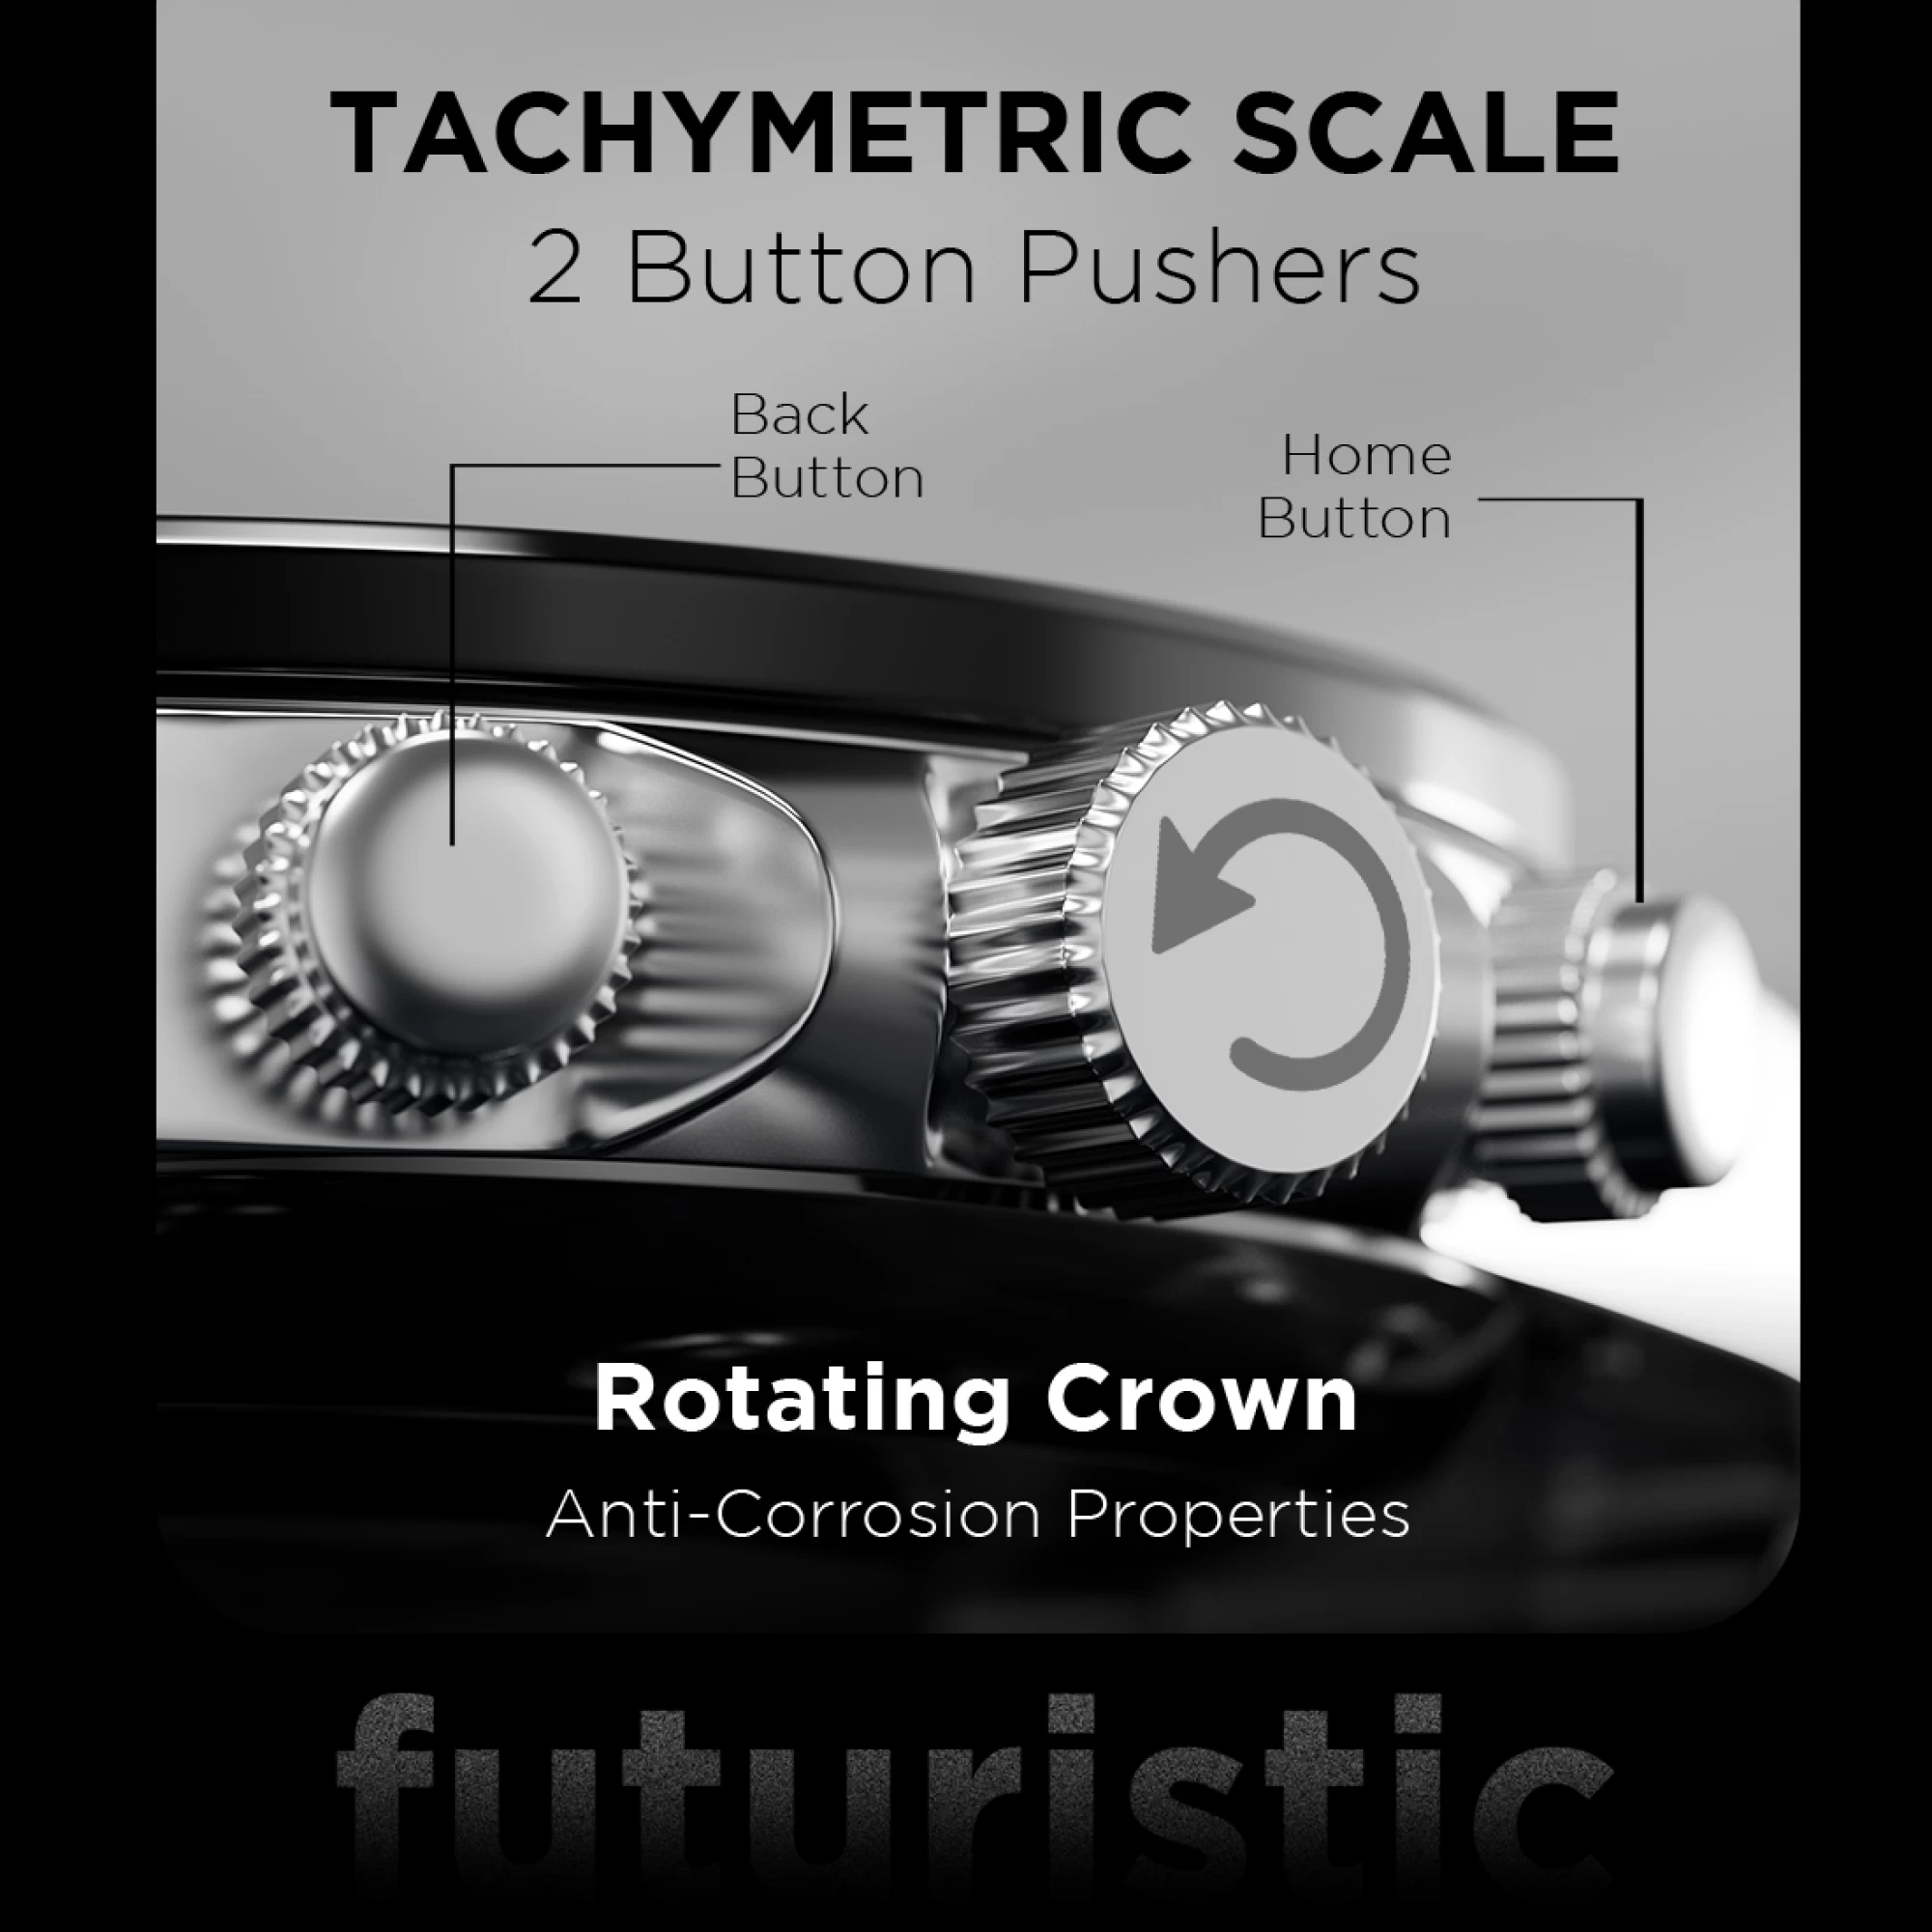 TACHYMETRIC SCALE
2 Button Pushers
Back
Button
Home
Button
Rotating Crown
Anti-Corrosion Properties
futuristic